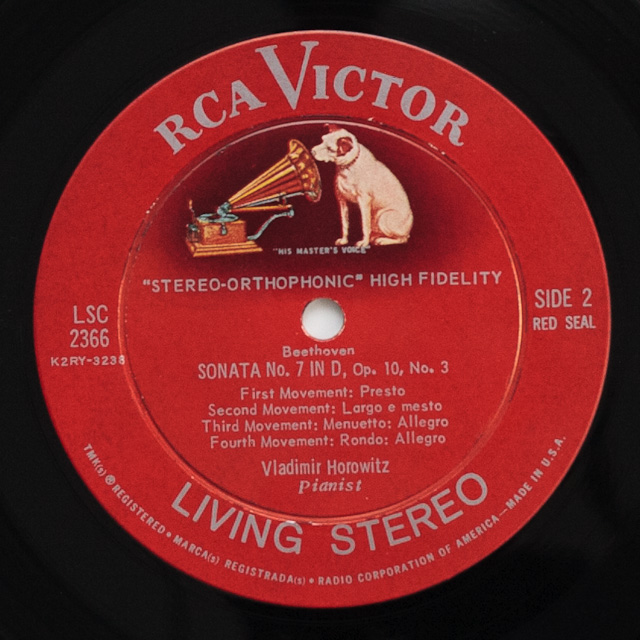 RCA VICTOR
"HIS MASTER'S VOICE"
"STEREO-ORTHOPHONIC" HIGH FIDELITY
LSC
2366
K2RY-3238
SIDE 2
RED SEAL
Beethoven
SONATA No. 7 IN D, Op. 10, No. 3
First Movement: Presto
Second Movement: Largo e mesto
Third Movement: Menuetto: Allegro
Fourth Movement: Rondo: Allegro
Vladimir Horowitz
Pianist
LIVING STEREO
TMK(s) ® REGISTERED • MARCA(s) REGISTRADA(s) • RADIO CORPORATION OF AMERICA—MADE IN U.S.A.